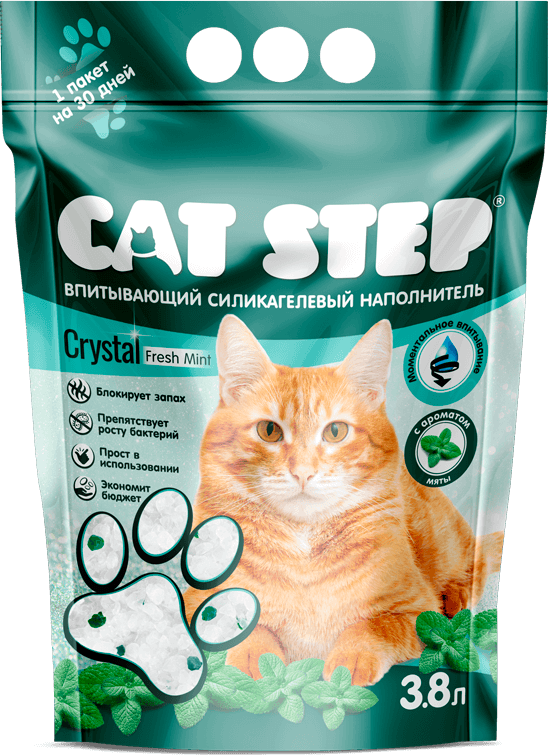 1 пакет
на 30 дней
CAT STEP®
ВПИТЫВАЮЩИЙ СИЛИКАГЕЛЕВЫЙ НАПОЛНИТЕЛЬ
Crystal Fresh Mint
Моментальное впитывание
Блокирует запах
Препятствует
росту бактерий
с ароматом
мяты
Прост в
использовании
Экономит
бюджет
3.8л